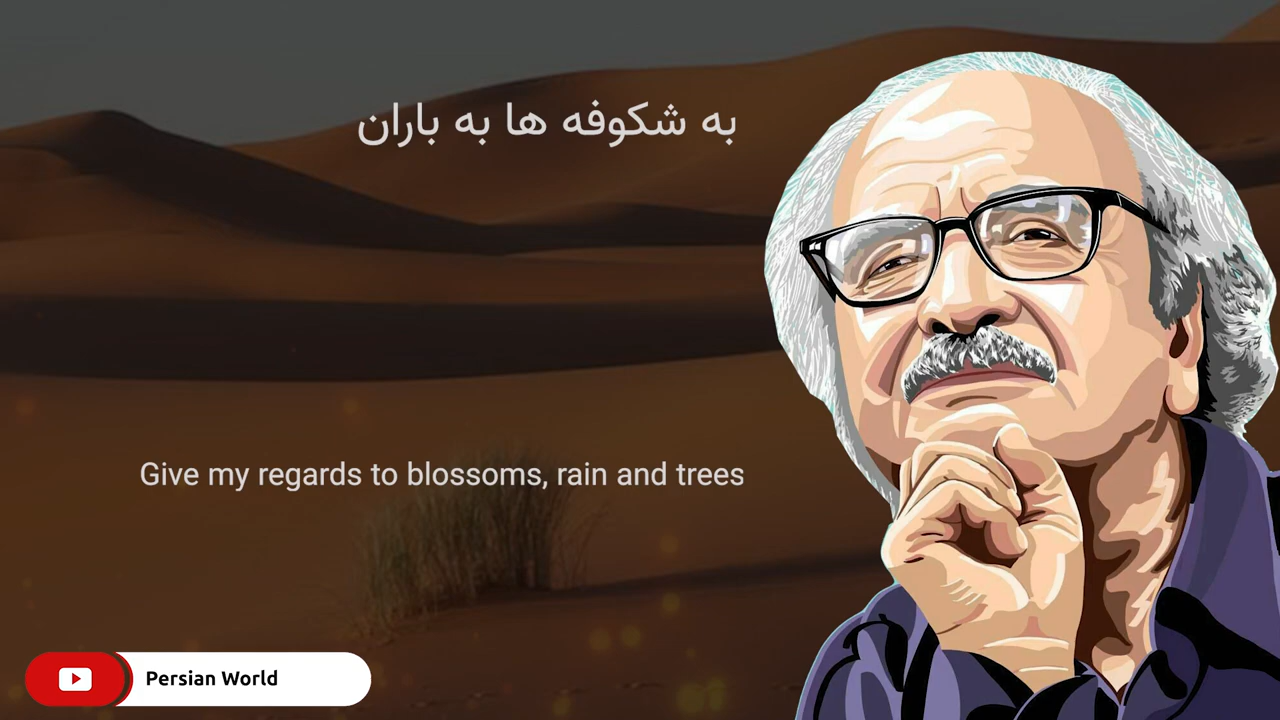 به شکوفه ها به باران
Give my regards to blossoms, rain and trees
Persian World